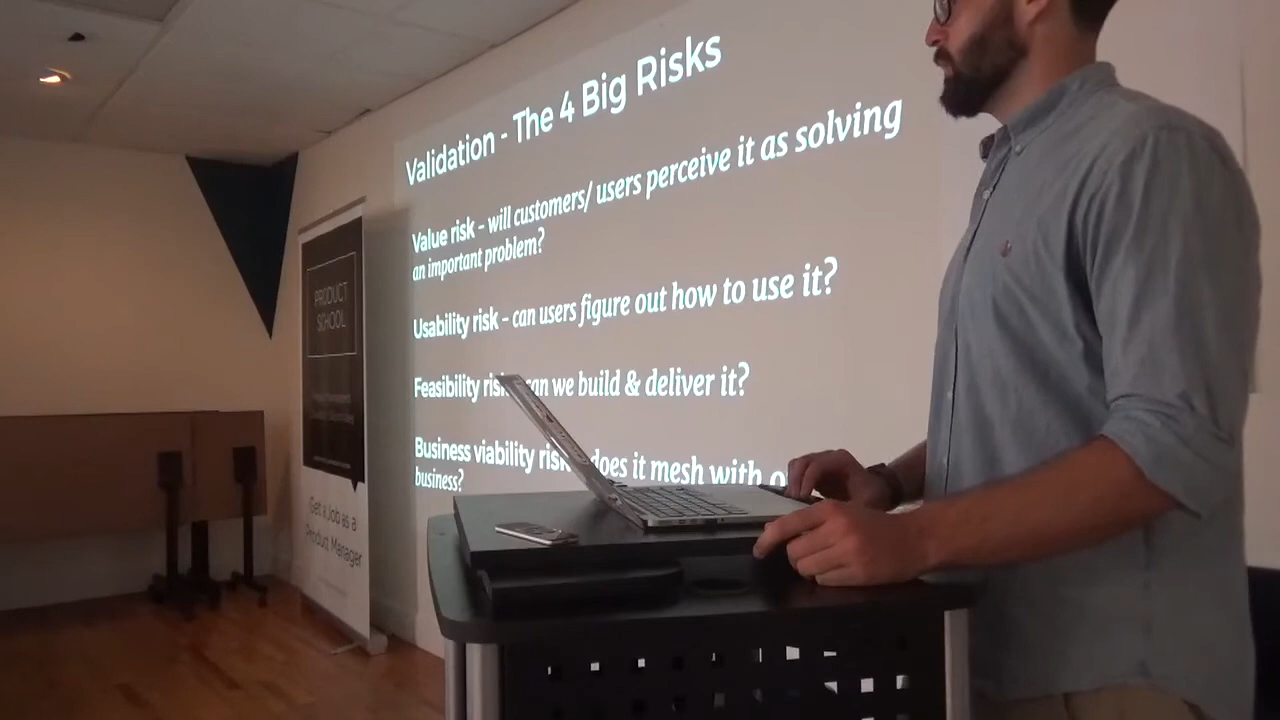 Validation - The 4 Big Risks
Value risk - will customers/ users perceive it as solving
an important problem?
Usability risk - can users figure out how to use it?
Feasibility risk can we build & deliver it?
Business viability risk does it mesh with
business?
PRODUCT
SCHOOL
Get a Job as a
Product Manager